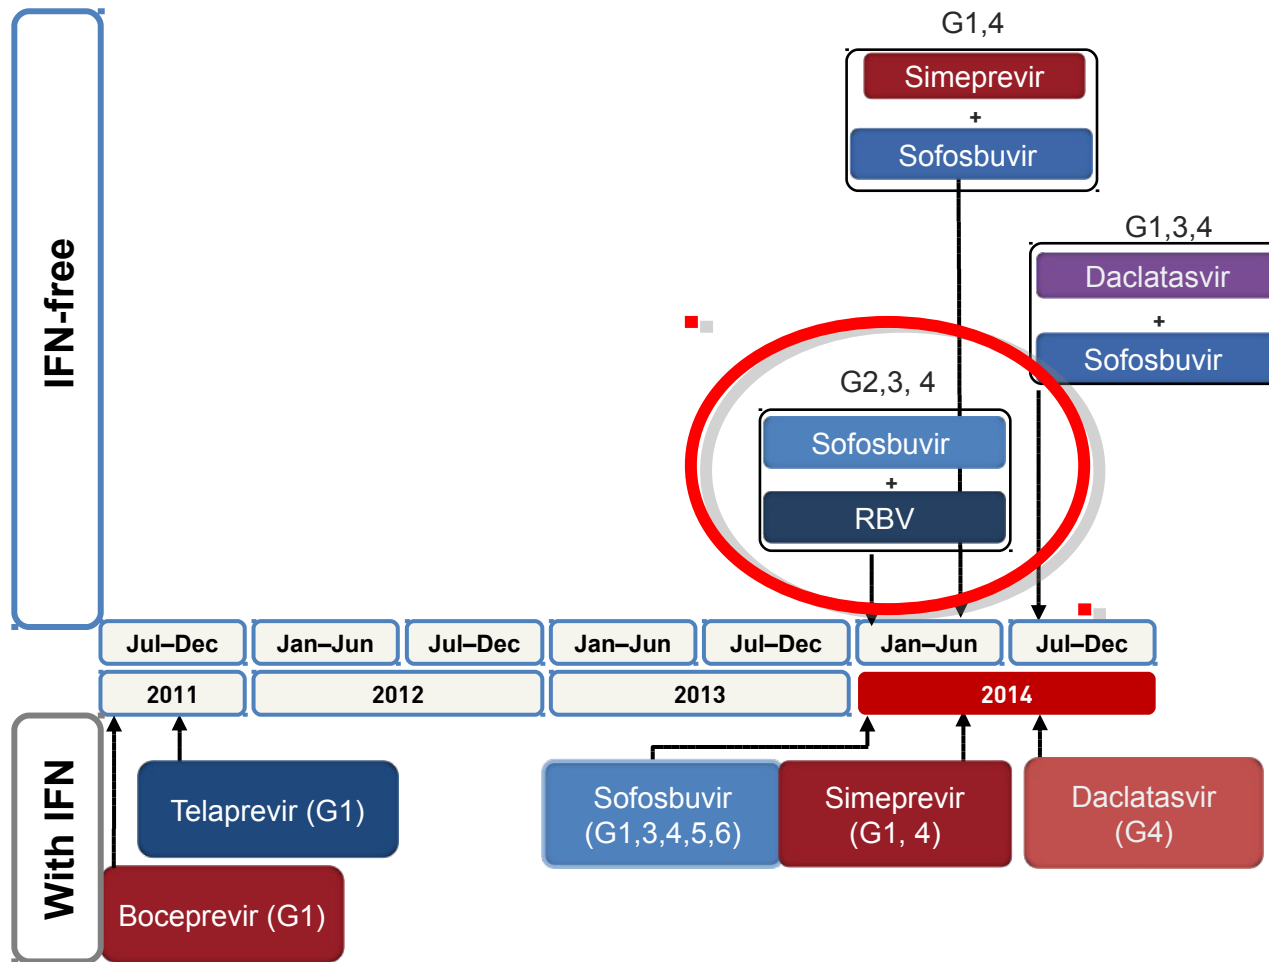 IFN-free
G1,4
Simeprevir
+
Sofosbuvir
G1,3,4
Daclatasvir
+
Sofosbuvir
G2,3, 4
Sofosbuvir
+
RBV
Jul–Dec
Jan–Jun
Jul–Dec
Jan–Jun
Jul–Dec
Jan–Jun
Jul–Dec
2011
2012
2013
2014
With IFN
Telaprevir (G1)
Boceprevir (G1)
Sofosbuvir
(G1,3,4,5,6)
Simeprevir
(G1, 4)
Daclatasvir
(G4)